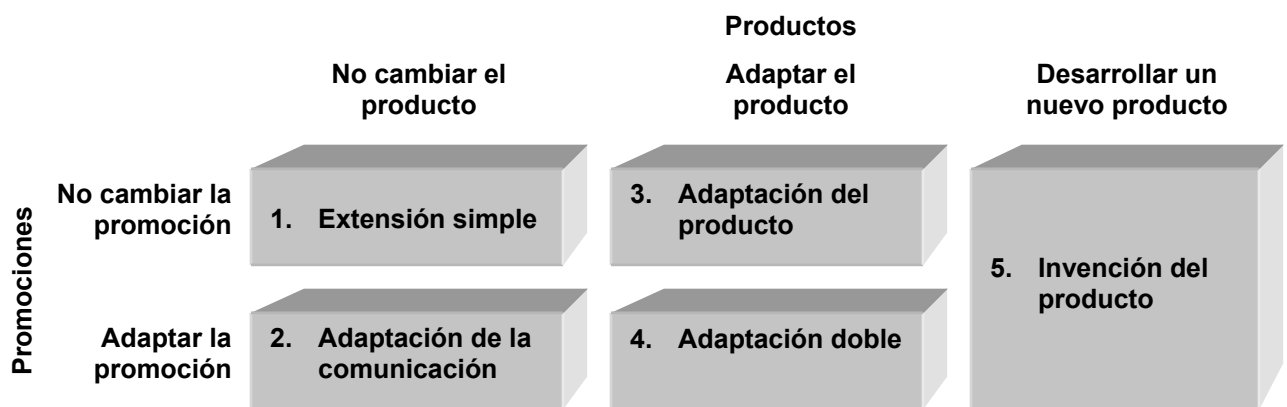 Productos
No cambiar el
producto
Adaptar el
producto
Desarrollar un
nuevo producto
Promociones
No cambiar la
promoción
1. Extensión simple
3. Adaptación del
producto
5. Invención del
producto
Adaptar la
promoción
2. Adaptación de la
comunicación
4. Adaptación doble